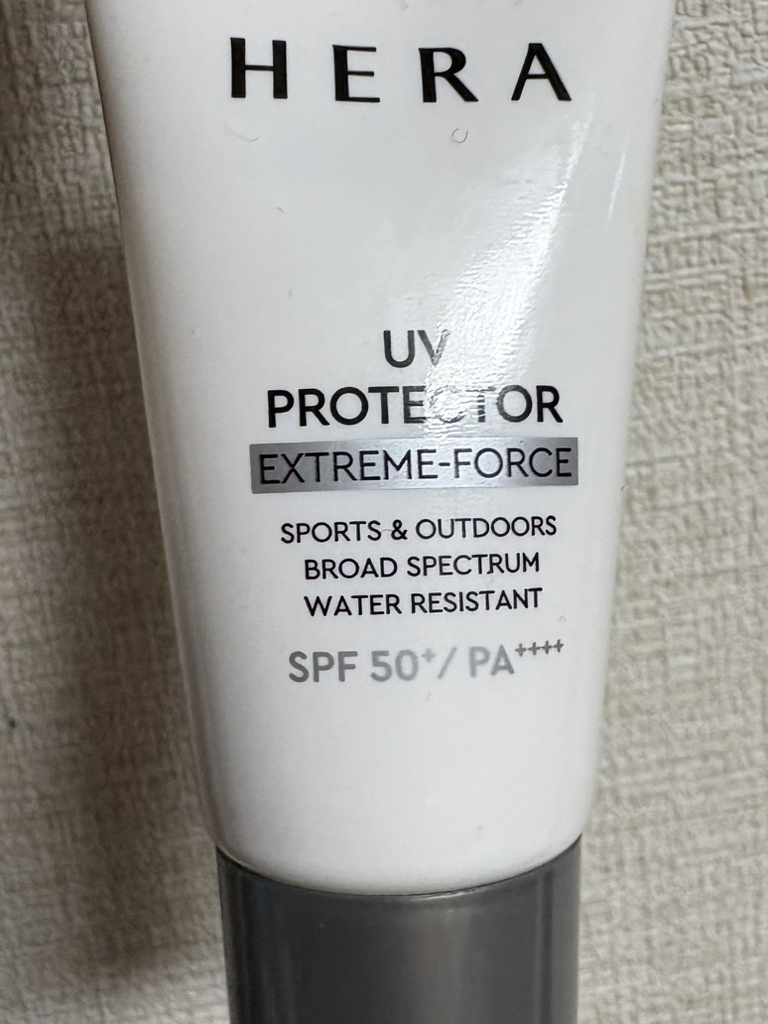 HERA
UV
PROTECTOR
EXTREME-FORCE
SPORTS & OUTDOORS
BROAD SPECTRUM
WATER RESISTANT
SPF 50+/ PA++++